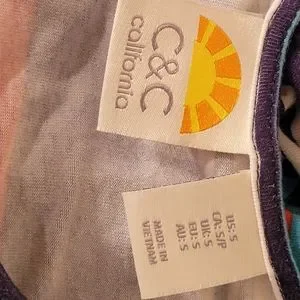 C&C
california
US: S
CA: S/P
UK: S
EU: S
AU: S
MADE IN
VIETNAM